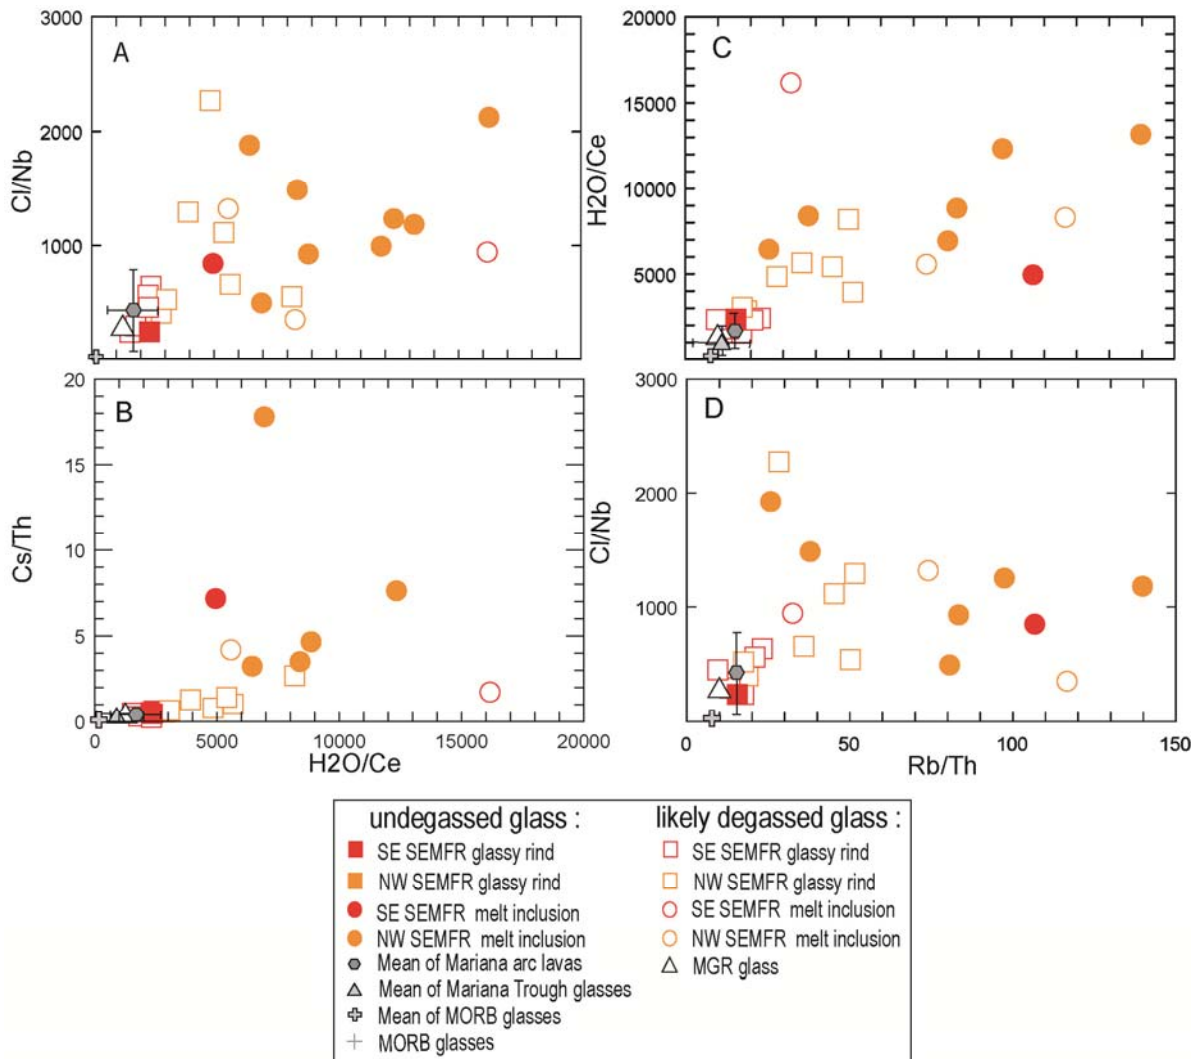 3000
A
2000
Cl/Nb
1000
20000
C
15000
H2O/Ce
10000
5000
20
B
15
Cs/Th
10
5
0
0 5000 10000 15000 20000
H2O/Ce
3000
D
2000
Cl/Nb
1000
0 50 100 150
Rb/Th
undegassed glass :
SE SEMFR glassy rind
NW SEMFR glassy rind
SE SEMFR melt inclusion
NW SEMFR melt inclusion
Mean of Mariana arc lavas
Mean of Mariana Trough glasses
Mean of MORB glasses
MORB glasses
likely degassed glass :
SE SEMFR glassy rind
NW SEMFR glassy rind
SE SEMFR melt inclusion
NW SEMFR melt inclusion
MGR glass